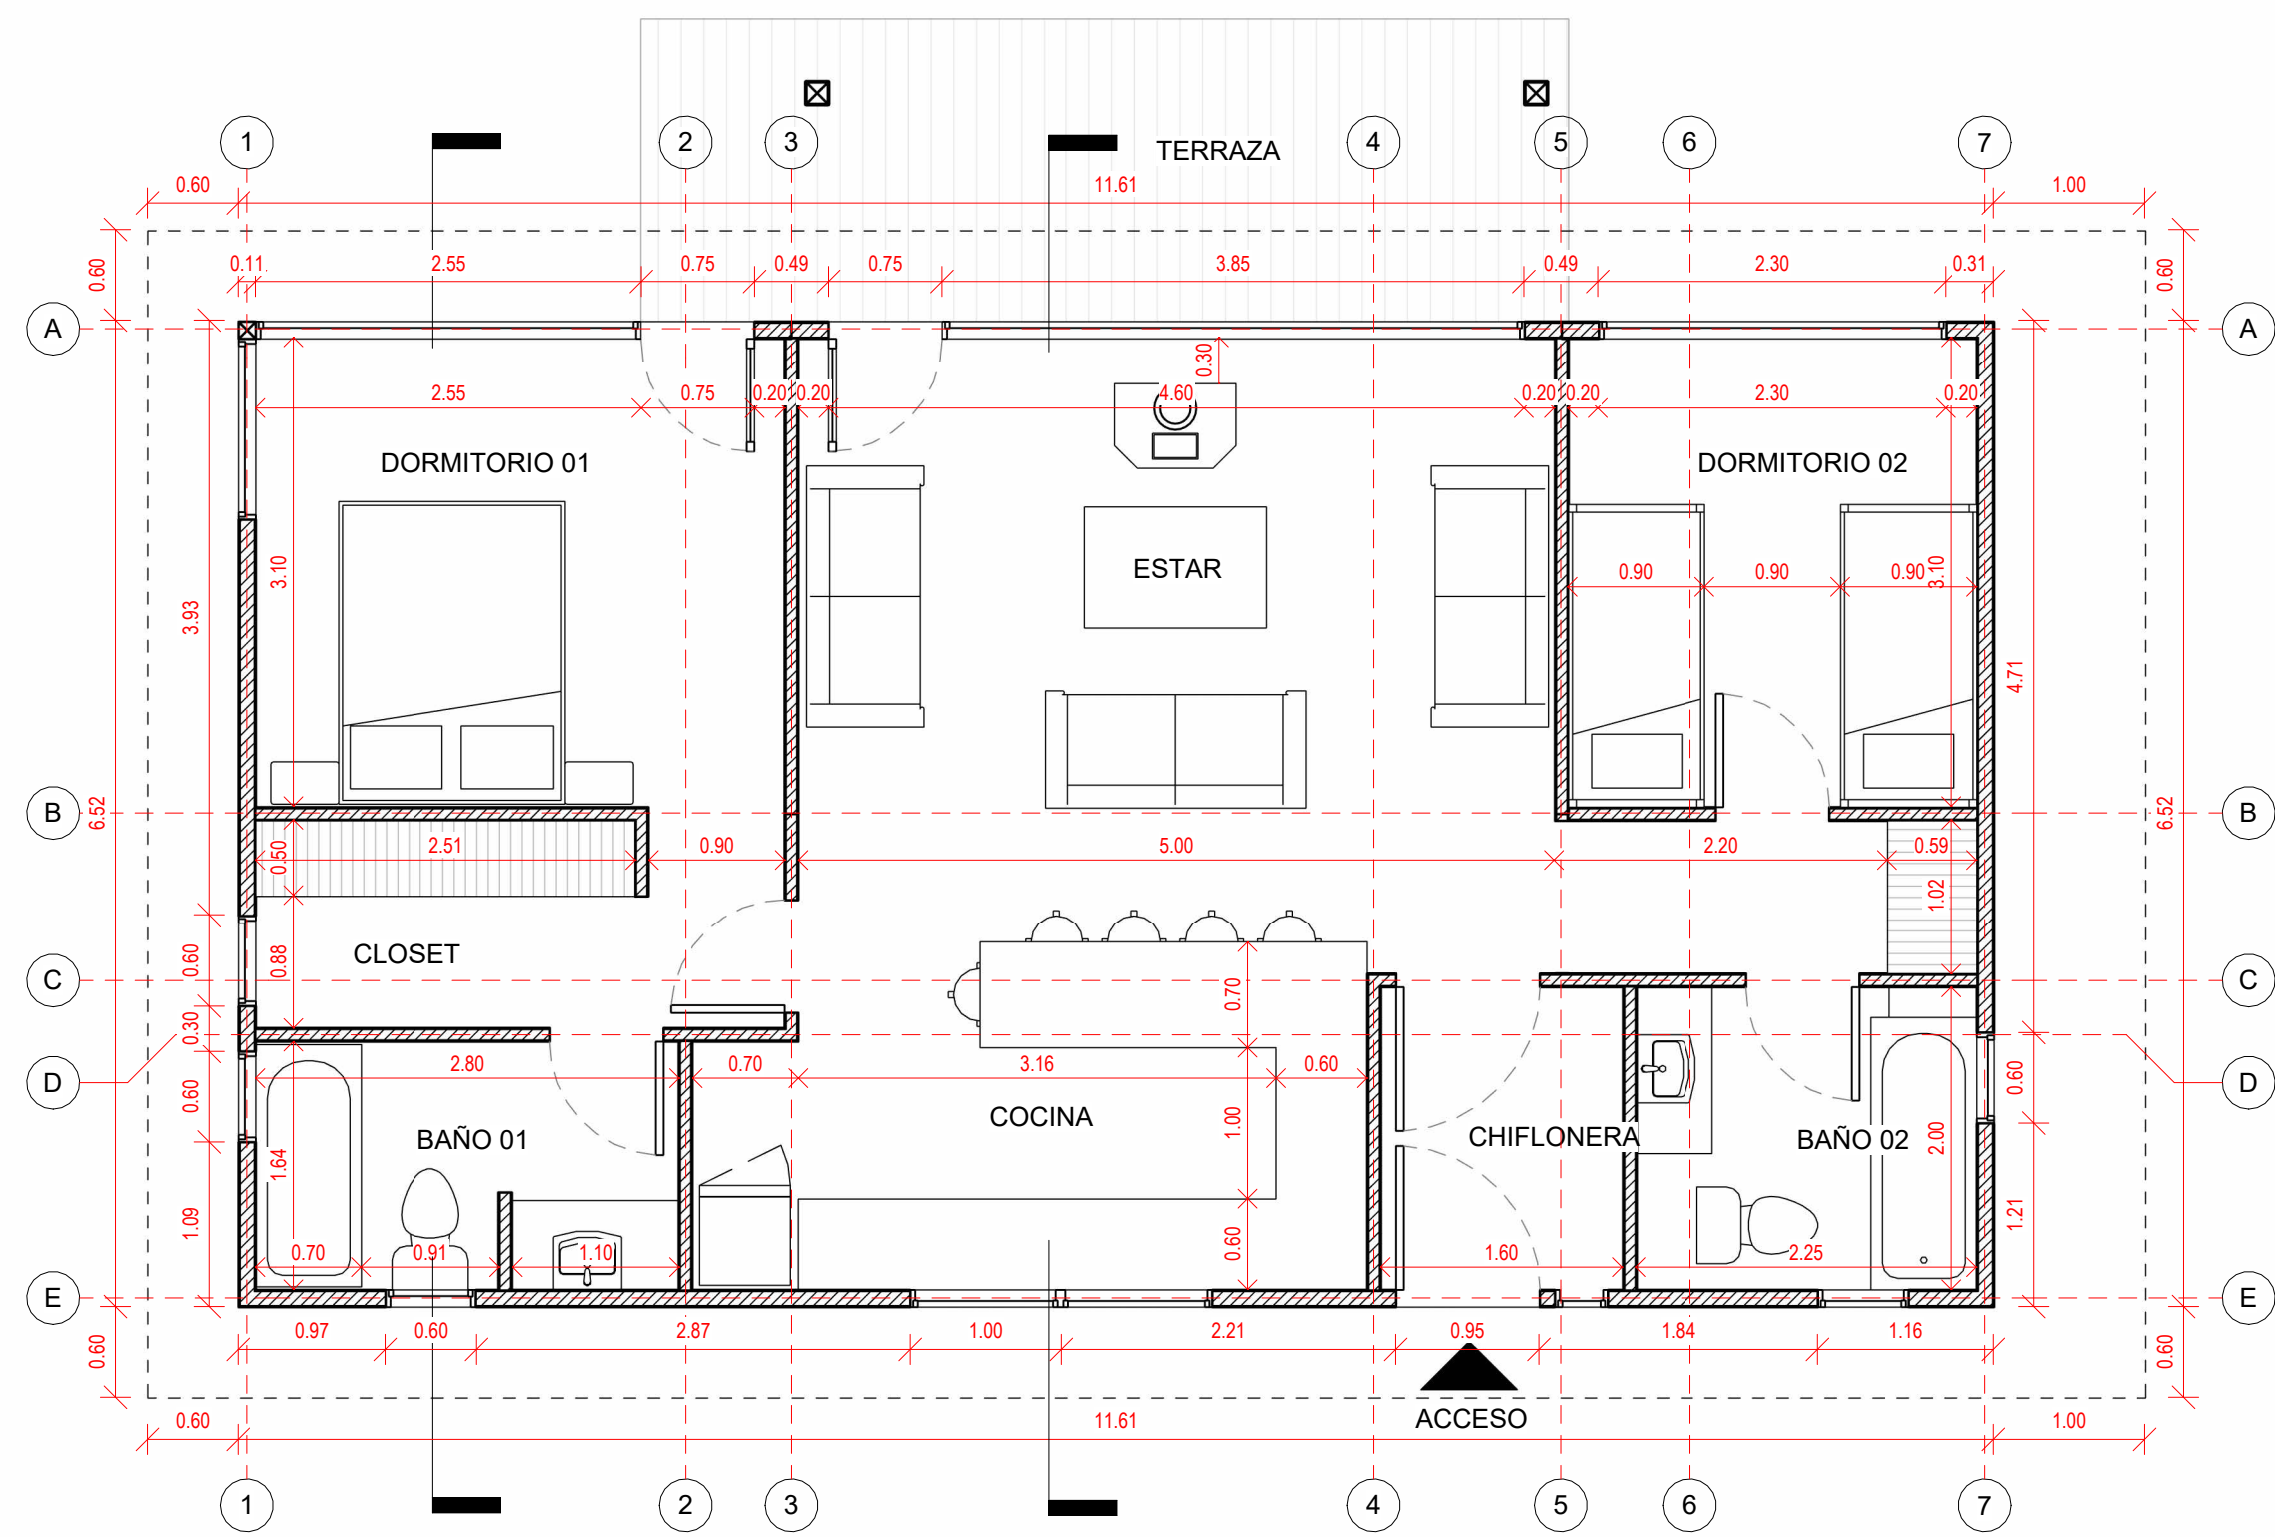 1 2 3 4 5 6 7
TERRAZA
0.60 11.61 1.00
0.60 0.11 2.55 0.75 0.49 0.75 3.85 0.49 2.30 0.31 0.60
A A
0.30
2.55 0.75 0.20 0.20 4.60 0.20 0.20 2.30 0.20
DORMITORIO 01 DORMITORIO 02
ESTAR
3.93 3.10 0.90 0.90 0.90 3.10
4.71
B 6.52 6.52 B
0.50 2.51 0.90 5.00 2.20 0.59
1.02
CLOSET
C 0.60 0.88 0.70 C
0.30
D 2.80 0.70 3.16 0.60 0.60 D
0.60 COCINA 1.00
BAÑO 01 CHIFLONERA BAÑO 02
1.64 2.00
1.09 1.21
0.70 0.91 1.10 0.60 1.60 2.25
E E
0.97 0.60 2.87 1.00 2.21 0.95 1.84 1.16
0.60 0.60
0.60 11.61 ACCESO 1.00
1 2 3 4 5 6 7